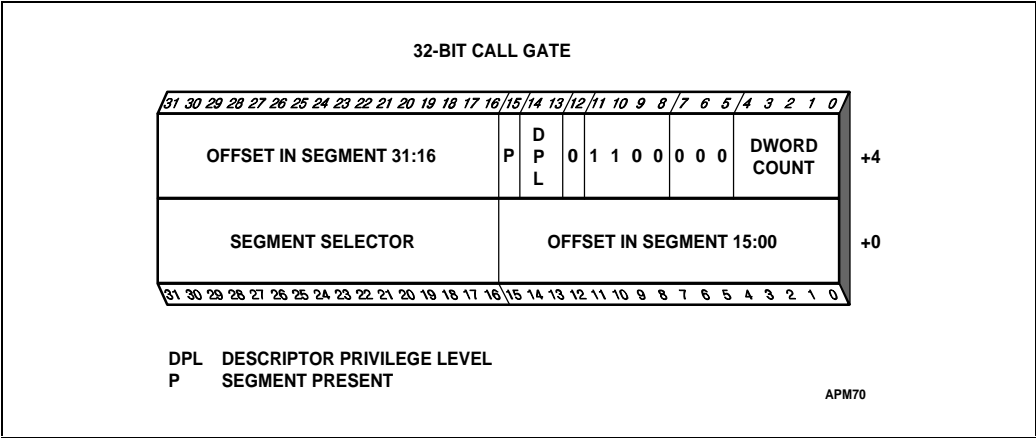 32-BIT CALL GATE
31 30 29 28 27 26 25 24 23 22 21 20 19 18 17 16 15 14 13 12 11 10 9 8 7 6 5 4 3 2 1 0
OFFSET IN SEGMENT 31:16 P DPL 0 1 1 0 0 0 0 0 DWORD COUNT +4
SEGMENT SELECTOR OFFSET IN SEGMENT 15:00 +0
31 30 29 28 27 26 25 24 23 22 21 20 19 18 17 16 15 14 13 12 11 10 9 8 7 6 5 4 3 2 1 0
DPL DESCRIPTOR PRIVILEGE LEVEL
P SEGMENT PRESENT
APM70